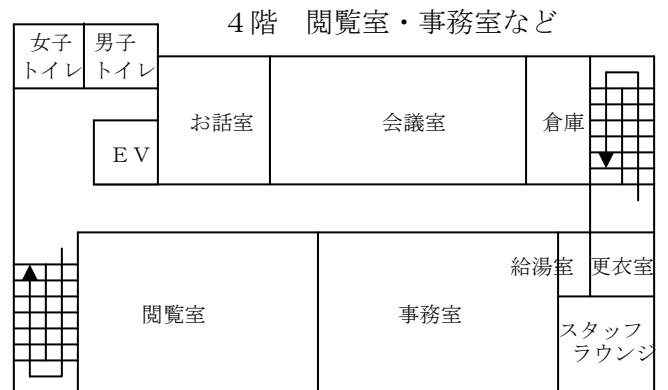 ４階　閲覧室・事務室など
女子
トイレ
男子
トイレ
お話室
会議室
倉庫
ＥＶ
給湯室
更衣室
閲覧室
事務室
スタッフ
ラウンジ